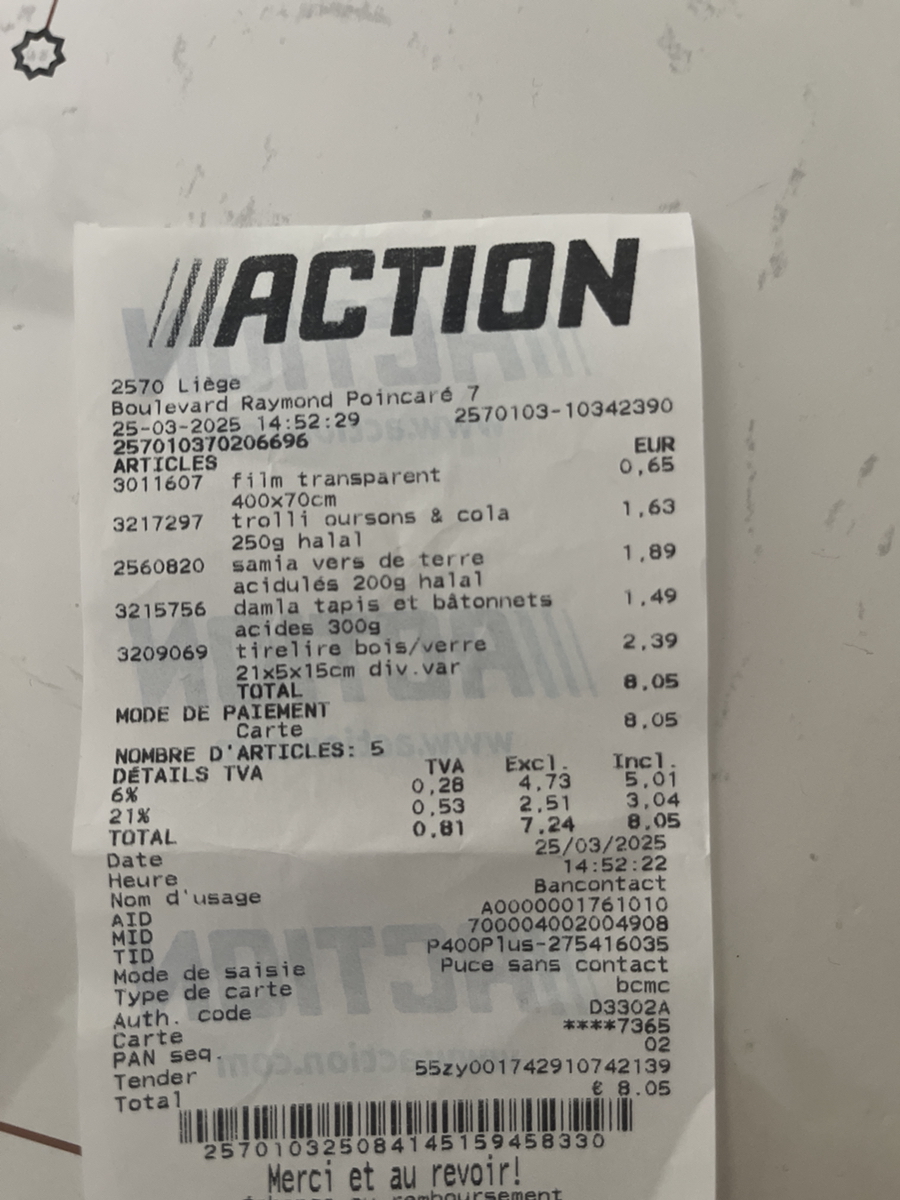 ACTION
2570 Liège
Boulevard Raymond Poincaré 7
25-03-2025 14:52:29 2570103-10342390
257010370206696
ARTICLES EUR
3011607 film transparent 0,65
400x70cm
3217297 trolli oursons & cola 1,63
250g halal
2560820 samia vers de terre 1,89
acidulés 200g halal
3215756 damla tapis et bâtonnets 1,49
acides 300g
3209069 tirelire bois/verre 2,39
21x5x15cm div.var
TOTAL 8,05
MODE DE PAIEMENT
Carte 8,05
NOMBRE D'ARTICLES: 5
DÉTAILS TVA TVA Excl. Incl.
6% 0,28 4,73 5,01
21% 0,53 2,51 3,04
TOTAL 0,81 7,24 8,05
Date 25/03/2025
Heure 14:52:22
Nom d'usage Bancontact
AID A0000001761010
MID 700004002004908
TID P400Plus-275416035
Mode de saisie Puce sans contact
Type de carte bcmc
Auth. code D3302A
Carte ****7365
PAN seq. 02
Tender 55zy001742910742139
Total € 8.05
257010325084145159458330
Merci et au revoir!
remboursement